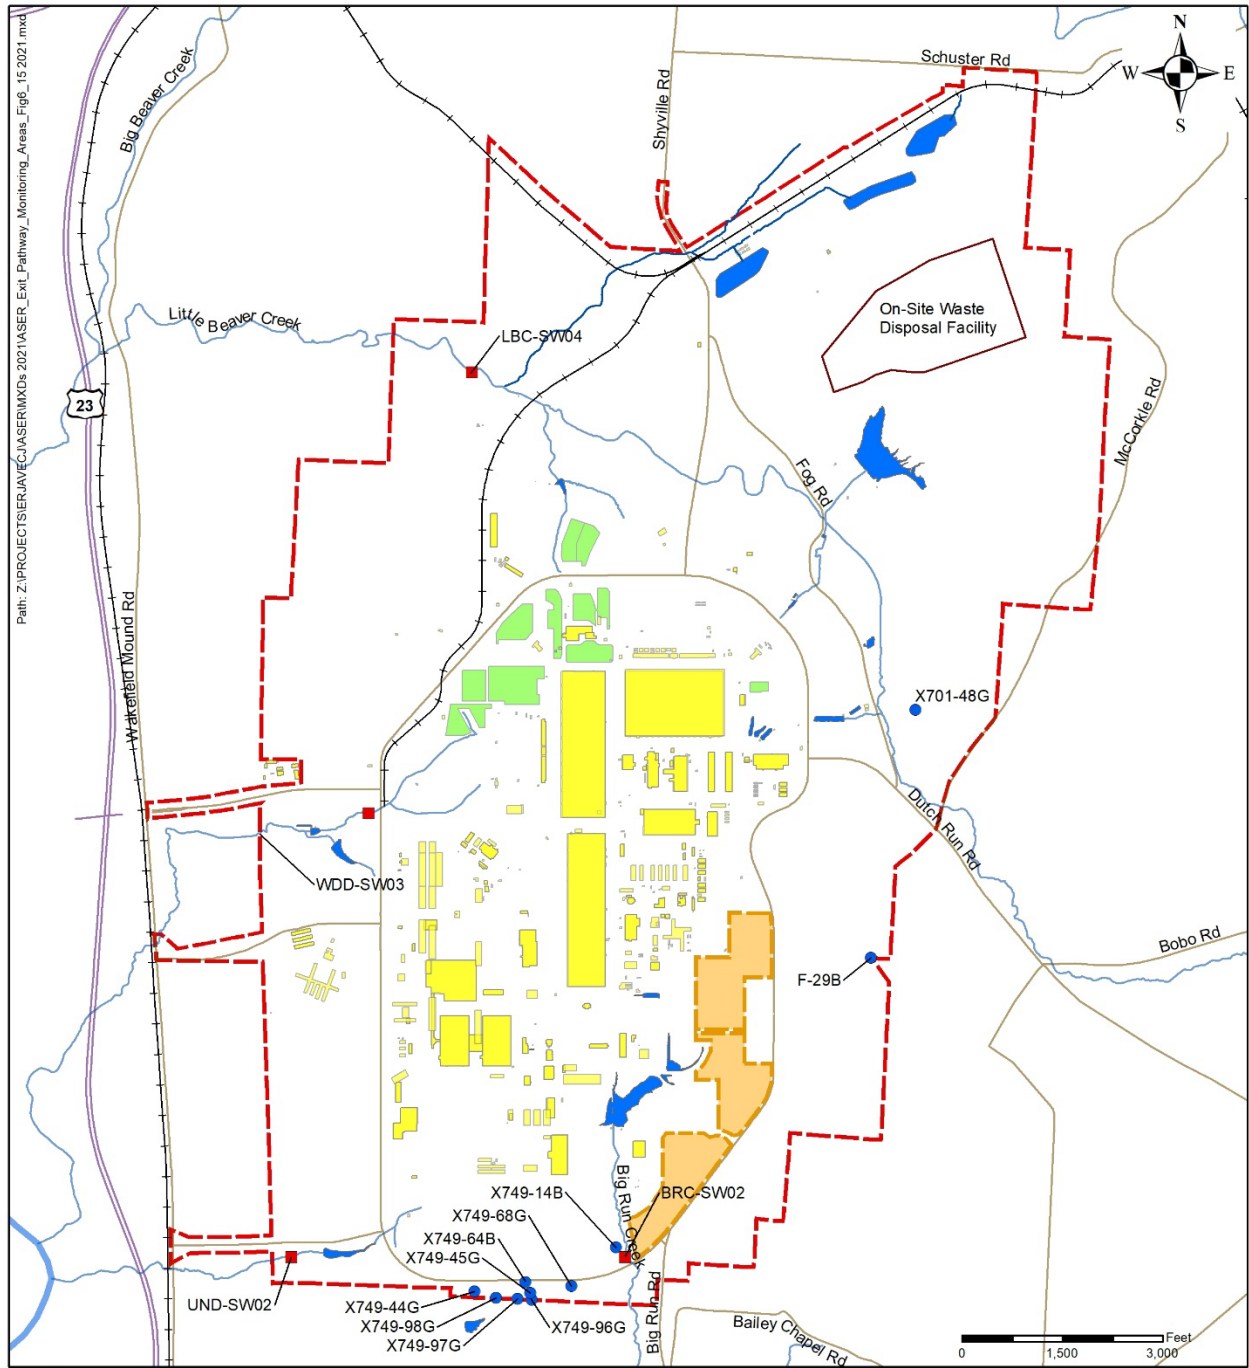 Path: Z:\PROJECTS\ERJAVECJ\ASER\MXDs 2021\ASER_Exit_Pathway_Monitoring_Areas_Fig6_15 2021.mxd
N
W
E
S
Schuster Rd
Shyville Rd
Big Beaver Creek
Little Beaver Creek
LBC-SW04
On-Site Waste
Disposal Facility
23
McCorkle Rd
Fog Rd
Wakefield Mound Rd
X701-48G
Dutch Run Rd
WDD-SW03
Bobo Rd
F-29B
X749-14B
Big Run Creek
BRC-SW02
X749-68G
X749-64B
X749-45G
UND-SW02
X749-44G
X749-98G
X749-97G
X749-96G
Big Run Rd
Bailey Chapel Rd
Feet
0
1,500
3,000